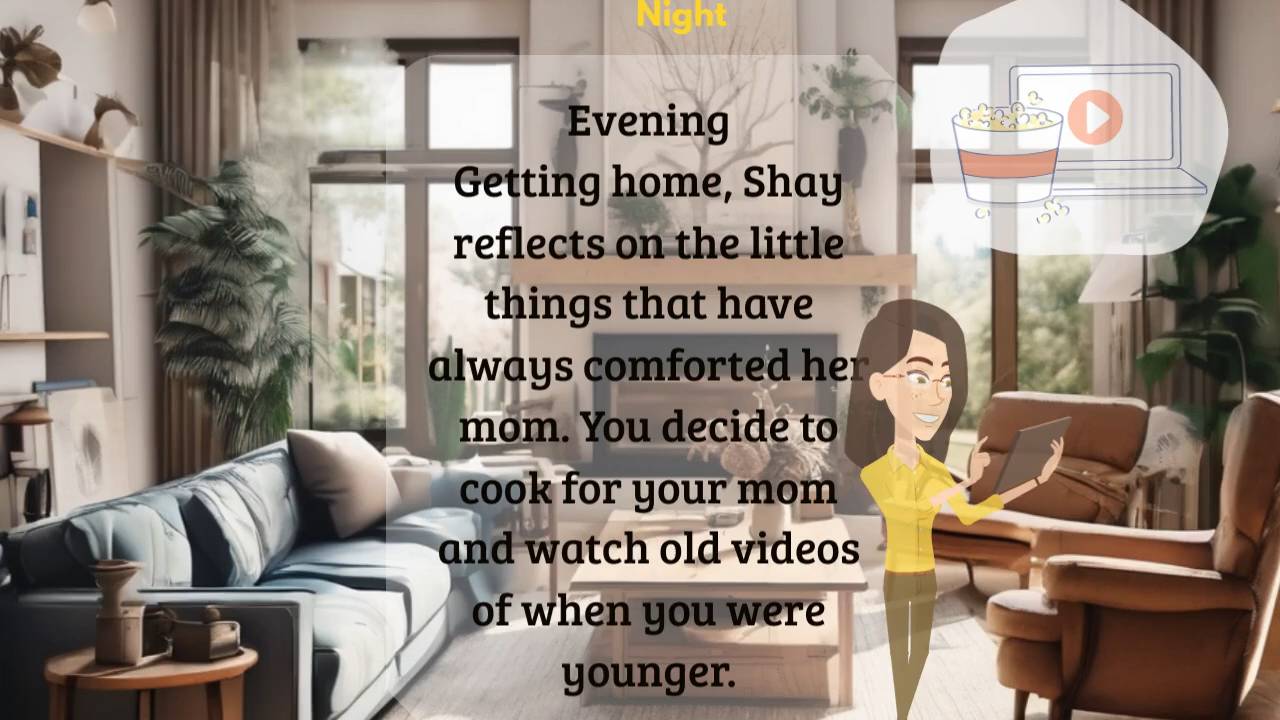 Night
Evening
Getting home, Shay
reflects on the little
things that have
always comforted her
mom. You decide to
cook for your mom
and watch old videos
of when you were
younger.